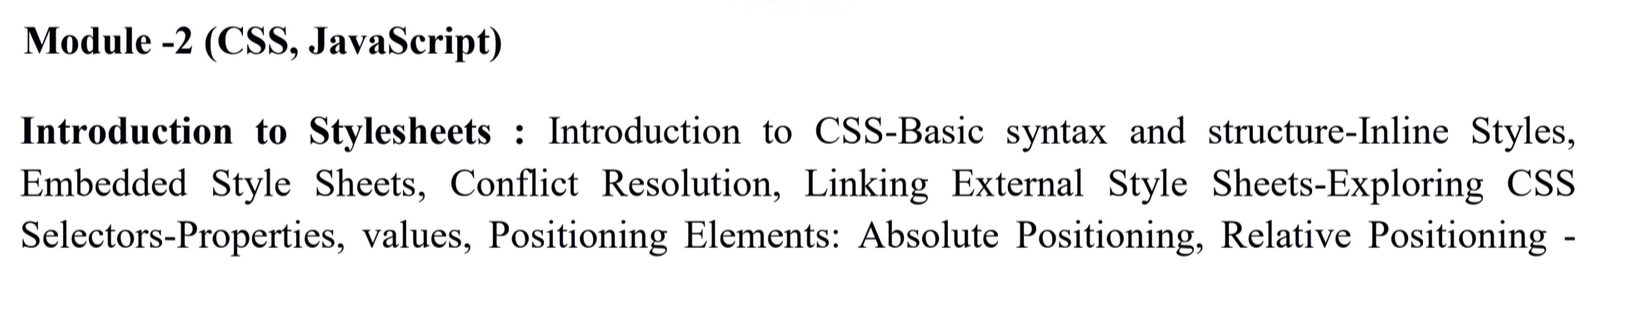 Module -2 (CSS, JavaScript)
Introduction to Stylesheets : Introduction to CSS-Basic syntax and structure-Inline Styles,
Embedded Style Sheets, Conflict Resolution, Linking External Style Sheets-Exploring CSS
Selectors-Properties, values, Positioning Elements: Absolute Positioning, Relative Positioning -